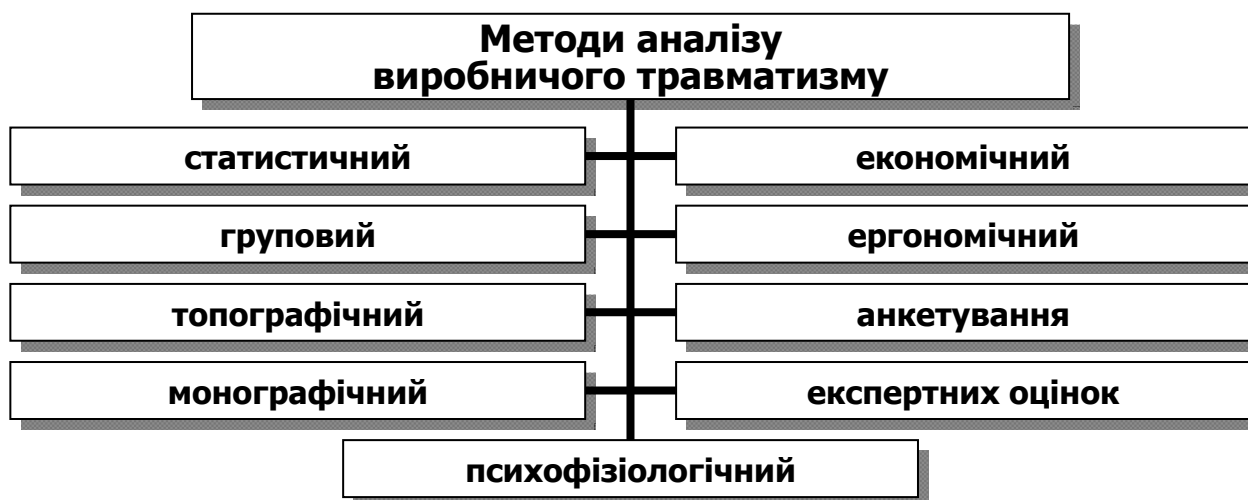 Методи аналізу
виробничого травматизму
статистичний
економічний
груповий
ергономічний
топографічний
анкетування
монографічний
експертних оцінок
психофізіологічний